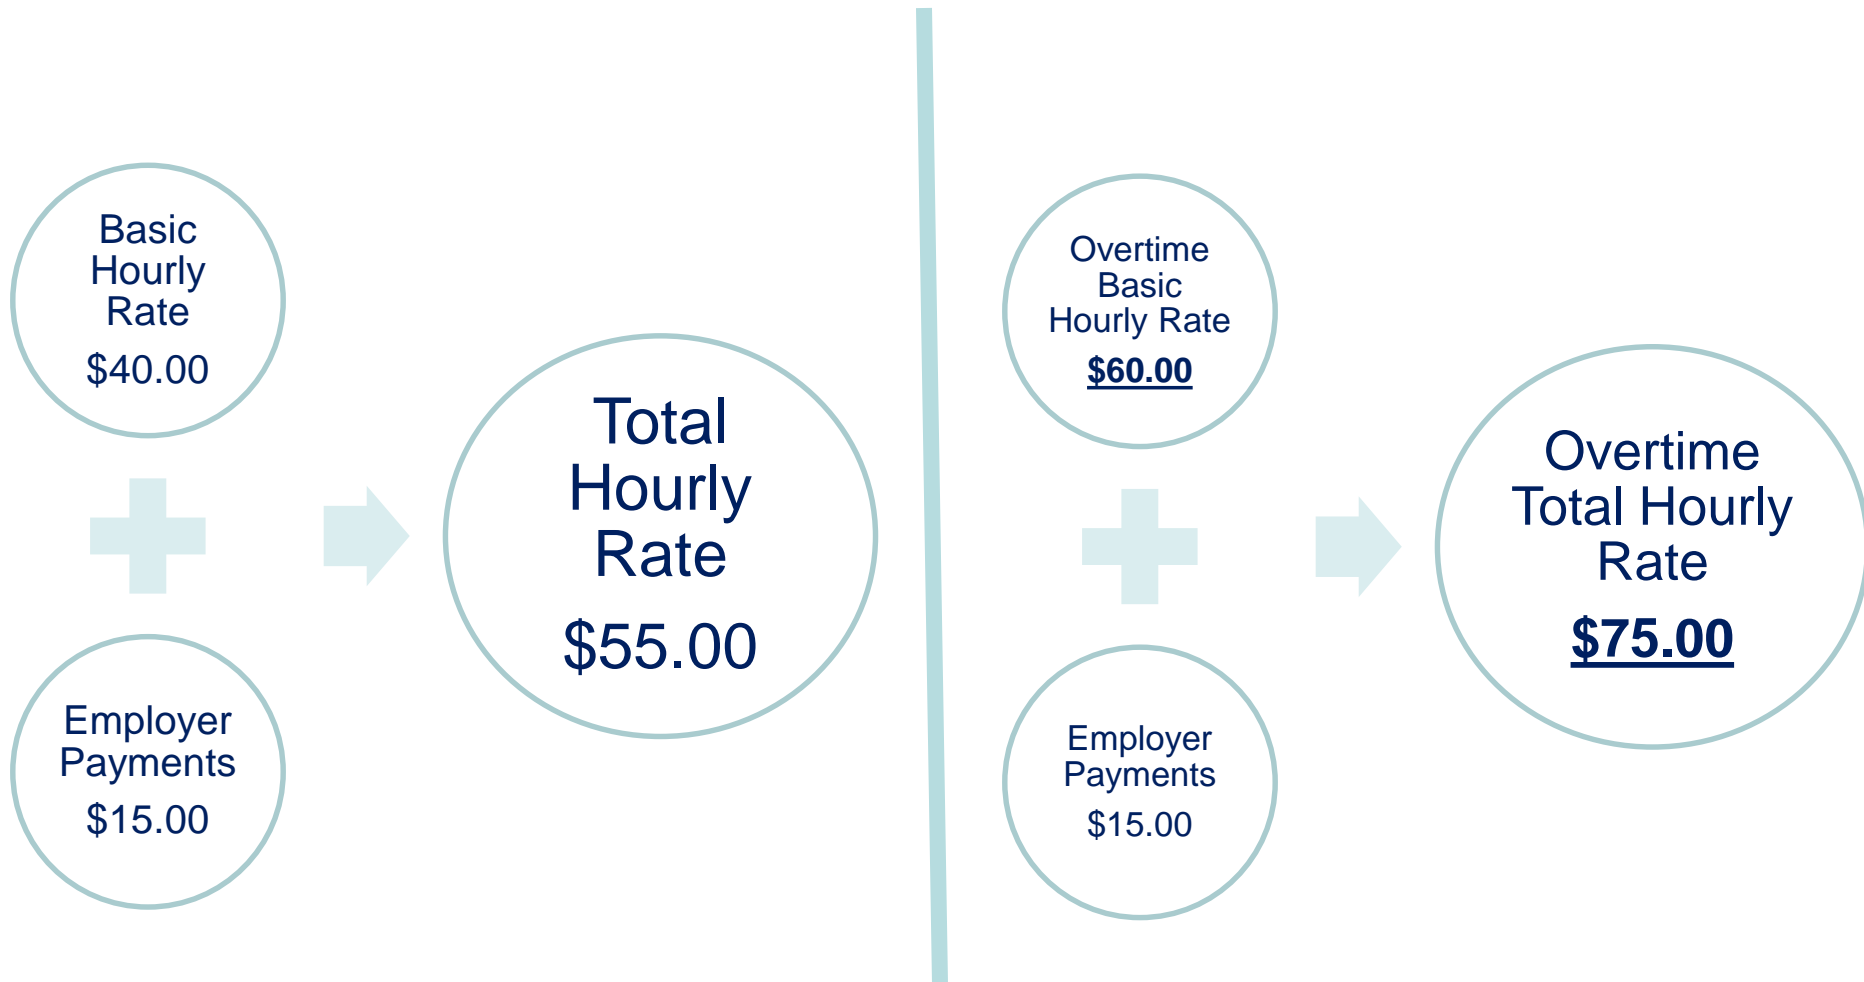 Basic
Hourly
Rate
$40.00
Employer
Payments
$15.00
Total
Hourly
Rate
$55.00
Overtime
Basic
Hourly Rate
$60.00
Employer
Payments
$15.00
Overtime
Total Hourly
Rate
$75.00